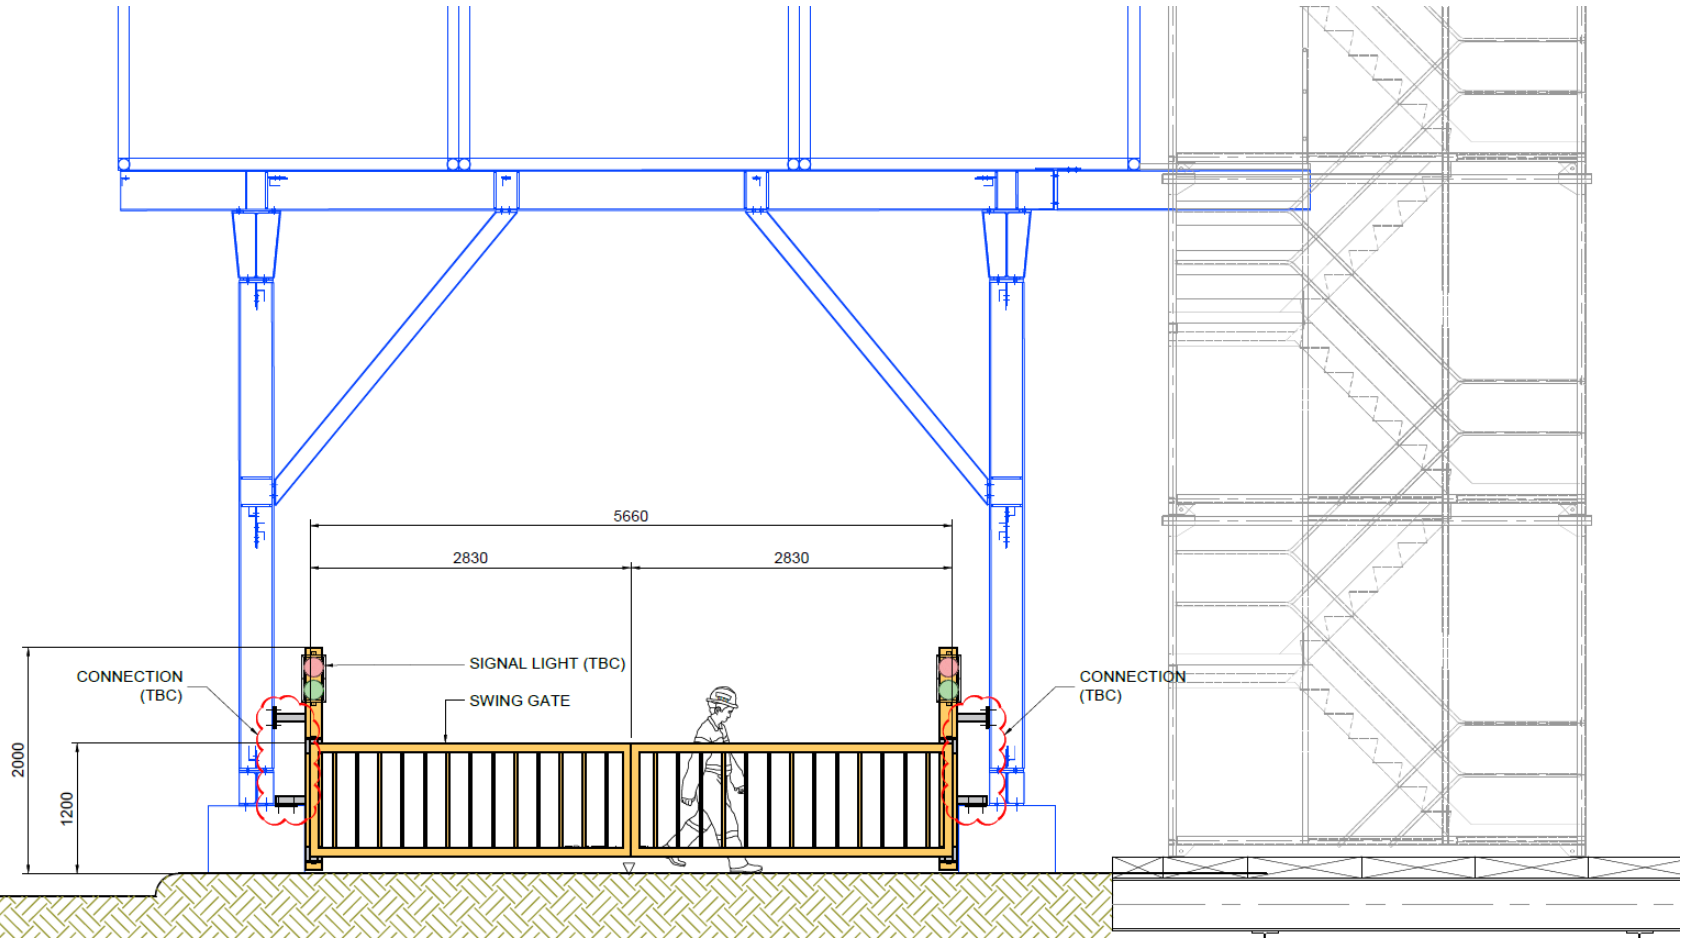 5660
2830
2830
SIGNAL LIGHT (TBC)
SWING GATE
CONNECTION
(TBC)
CONNECTION
(TBC)
2000
1200